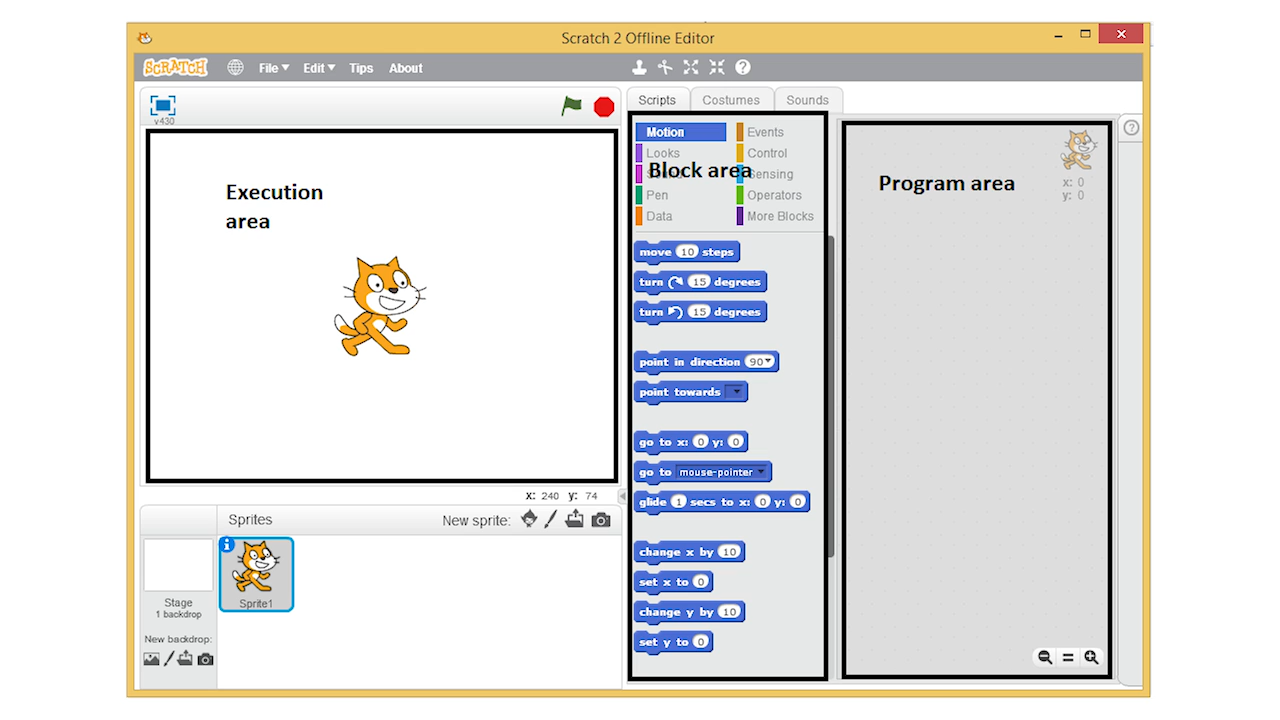 Scratch 2 Offline Editor
SCRATCH File Edit Tips About
v430
Scripts Costumes Sounds
Execution
area
x: 240 y: 74
Sprites New sprite:
Stage
1 backdrop
New backdrop:
Sprite1
Motion Events
Looks Control
Block area
Sensing
Pen Operators
Data More Blocks
move 10 steps
turn 15 degrees
turn 15 degrees
point in direction 90
point towards
go to x: 0 y: 0
go to mouse-pointer
glide 1 secs to x: 0 y: 0
change x by 10
set x to 0
change y by 10
set y to 0
Program area
x: 0
y: 0